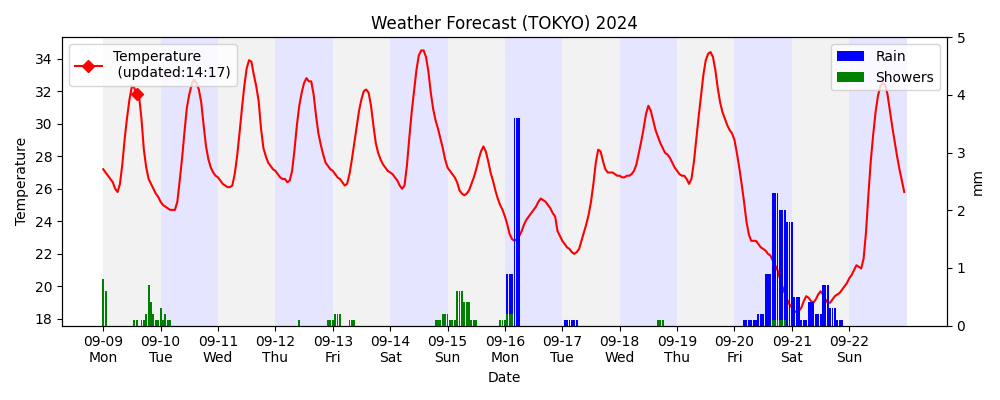 Weather Forecast (TOKYO) 2024
Temperature
(updated:14:17)
Rain
Showers
Temperature
34
32
30
28
26
24
22
20
18
5
4
3
2
1
0
mm
09-09 09-10 09-11 09-12 09-13 09-14 09-15 09-16 09-17 09-18 09-19 09-20 09-21 09-22
Mon Tue Wed Thu Fri Sat Sun Mon Tue Wed Thu Fri Sat Sun
Date